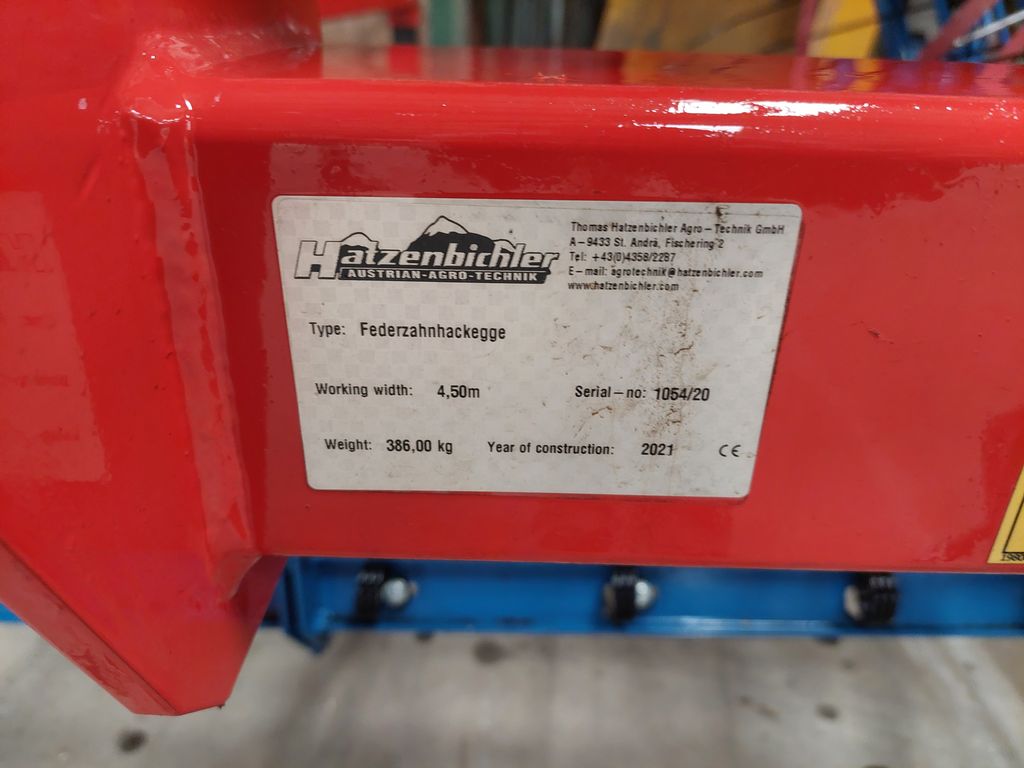 Hatzenbichler
AUSTRIAN-AGRO-TECHNIK
Thomas Hatzenbichler Agro-Technik GmbH
A-9433 St. Andrä, Fischering 2
Tel: +43(0)4358/2287
E-mail: agrotechnik@hatzenbichler.com
www.hatzenbichler.com
Type: Federzahnhackegge
Working width: 4,50m Serial-no: 1054/20
Weight: 386,00 kg Year of construction: 2021 CE